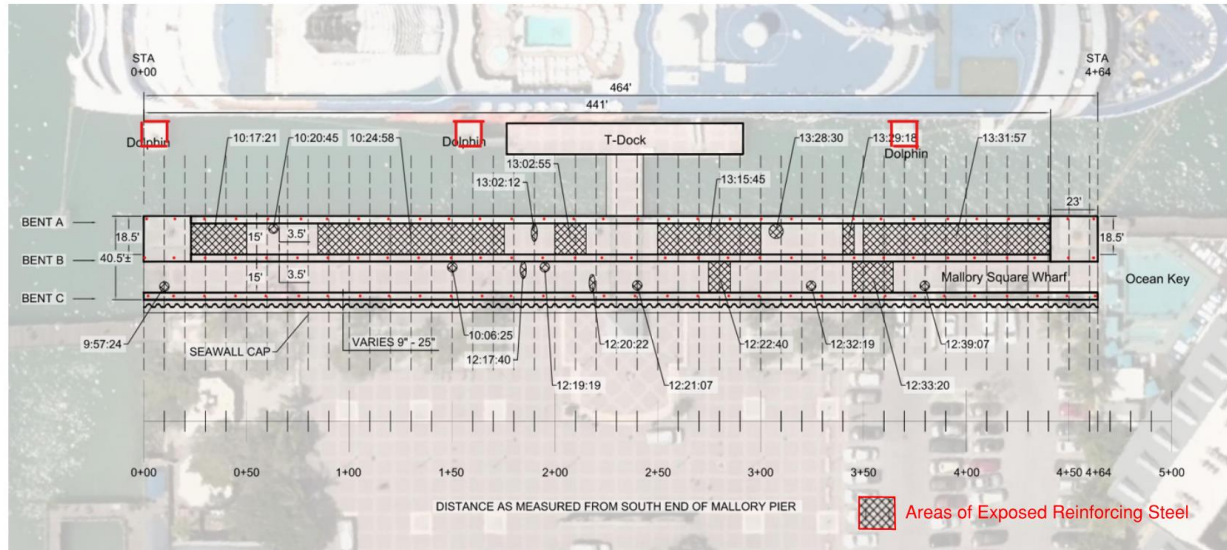 STA
0+00
STA
4+64
464'
441'
Dolphin
10:17:21
10:20:45
10:24:58
Dolphin
T-Dock
13:28:30
13:29:18
Dolphin
13:31:57
13:02:55
13:02:12
13:15:45
23'
BENT A
18.5'
15'
3.5'
18.5'
BENT B
40.5'±
15'
3.5'
Mallory Square Wharf
Ocean Key
BENT C
9:57:24
SEAWALL CAP
VARIES 9" - 25"
10:06:25
12:17:40
12:20:22
12:22:40
12:32:19
12:39:07
12:19:19
12:21:07
12:33:20
0+00
0+50
1+00
1+50
2+00
2+50
3+00
3+50
4+00
4+50
4+64
5+00
DISTANCE AS MEASURED FROM SOUTH END OF MALLORY PIER
Areas of Exposed Reinforcing Steel